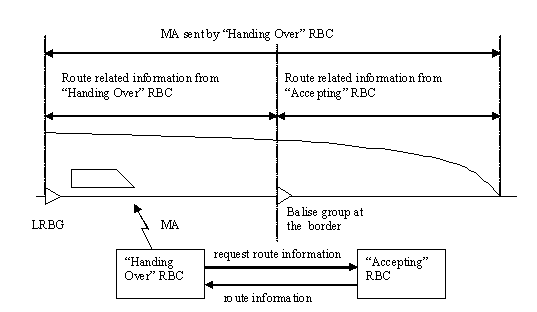 MA sent by “Handing Over” RBC
Route related information from
“Handing Over” RBC
Route related information from
“Accepting” RBC
LRBG
MA
Balise group at
the border
“Handing
Over” RBC
request route information
route information
“Accepting”
RBC